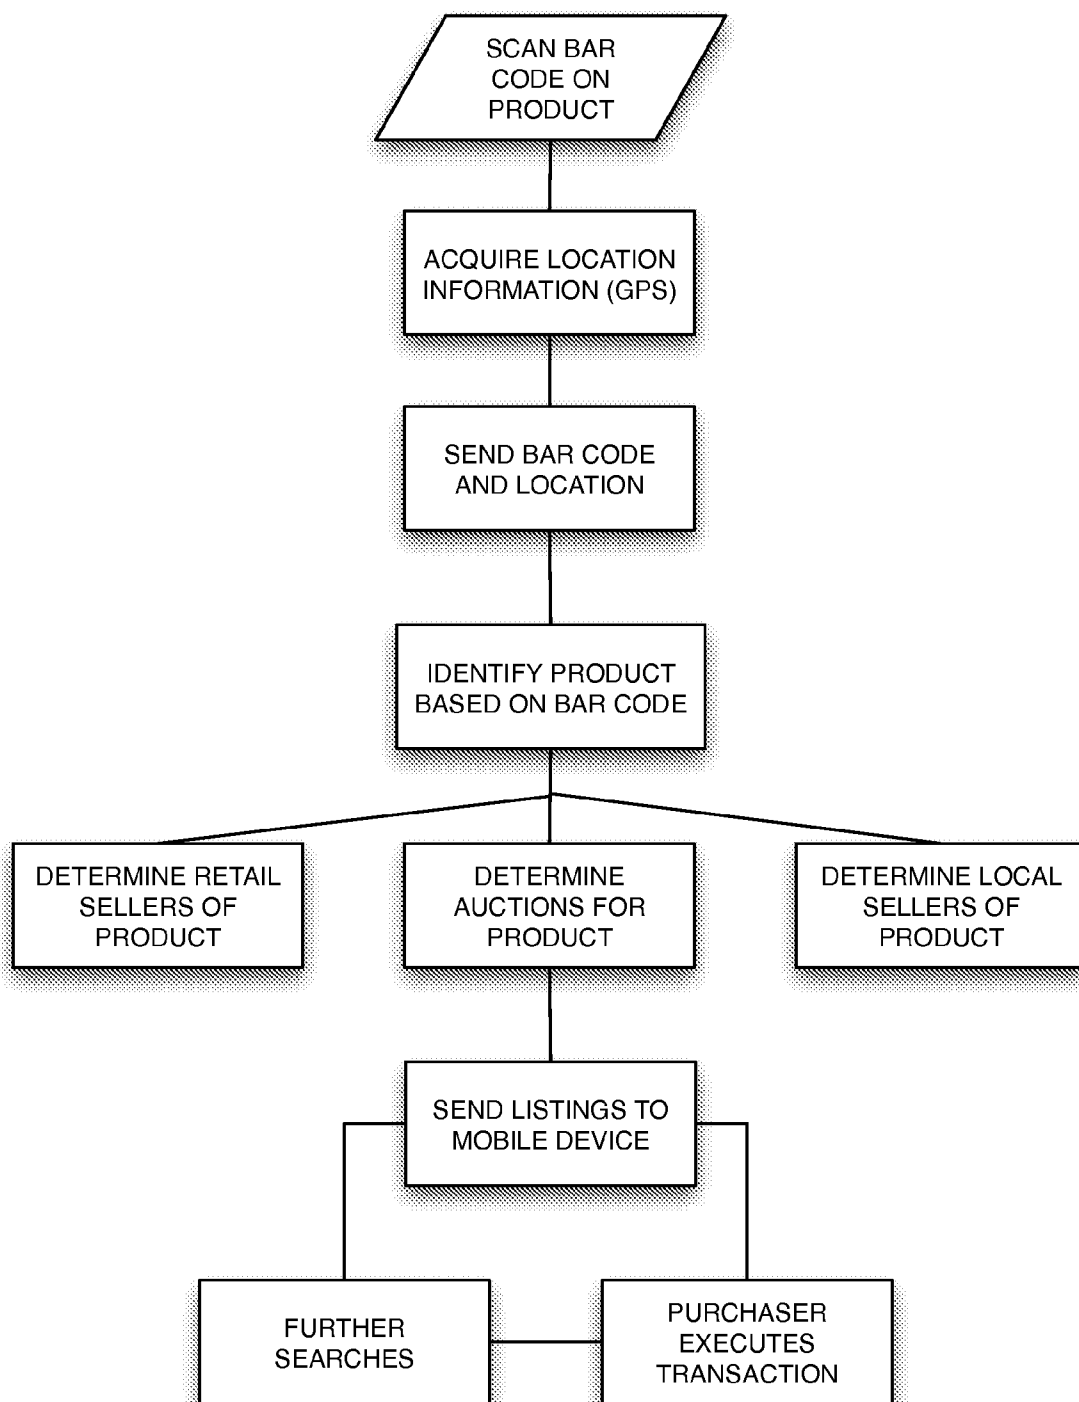 SCAN BAR
CODE ON
PRODUCT
ACQUIRE LOCATION
INFORMATION (GPS)
SEND BAR CODE
AND LOCATION
IDENTIFY PRODUCT
BASED ON BAR CODE
DETERMINE RETAIL
SELLERS OF
PRODUCT
DETERMINE
AUCTIONS FOR
PRODUCT
DETERMINE LOCAL
SELLERS OF
PRODUCT
SEND LISTINGS TO
MOBILE DEVICE
FURTHER
SEARCHES
PURCHASER
EXECUTES
TRANSACTION